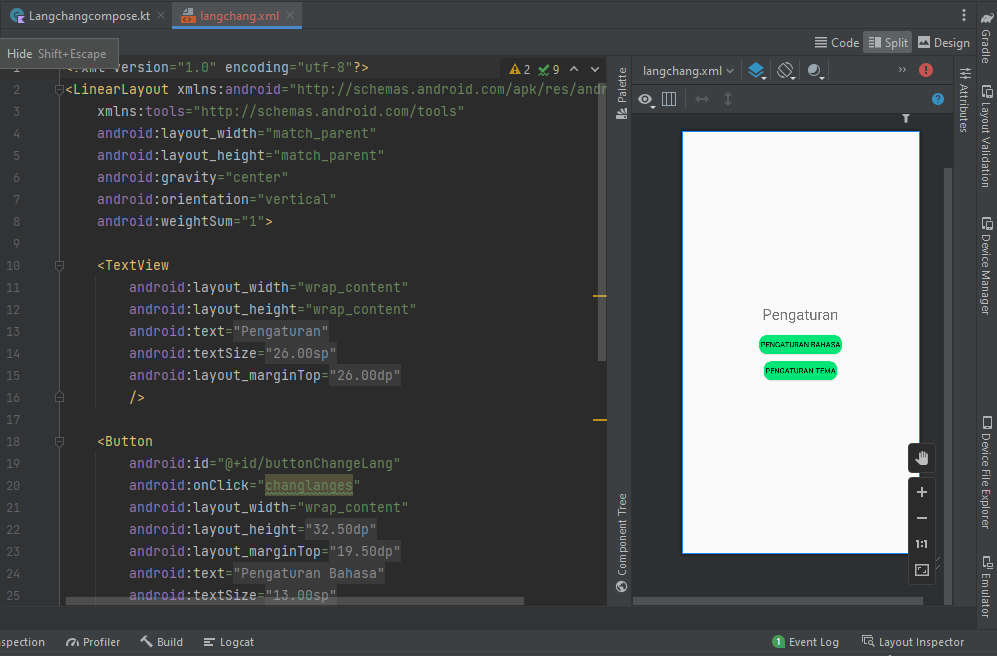 Langchangcompose.kt
langchang.xml
Hide Shift+Escape
Code
Split
Design
1 version="1.0" encoding="utf-8"?>
2 9
2 <LinearLayout xmlns:android="http://schemas.android.com/apk/res/andr
3 xmlns:tools="http://schemas.android.com/tools"
4 android:layout_width="match_parent"
5 android:layout_height="match_parent"
6 android:gravity="center"
7 android:orientation="vertical"
8 android:weightSum="1">
9
10 <TextView
11 android:layout_width="wrap_content"
12 android:layout_height="wrap_content"
13 android:text="Pengaturan"
14 android:textSize="26.00sp"
15 android:layout_marginTop="26.00dp"
16 />
17
18 <Button
19 android:id="@+id/buttonChangeLang"
20 android:onClick="changlanges"
21 android:layout_width="wrap_content"
22 android:layout_height="32.50dp"
23 android:layout_marginTop="19.50dp"
24 android:text="Pengaturan Bahasa"
25 android:textSize="13.00sp"
Palette
Component Tree
langchang.xml
Pengaturan
PENGATURAN BAHASA
PENGATURAN TEMA
1:1
Attributes
Gradle
Layout Validation
Device Manager
Device File Explorer
Emulator
nspection
Profiler
Build
Logcat
1 Event Log
Layout Inspector